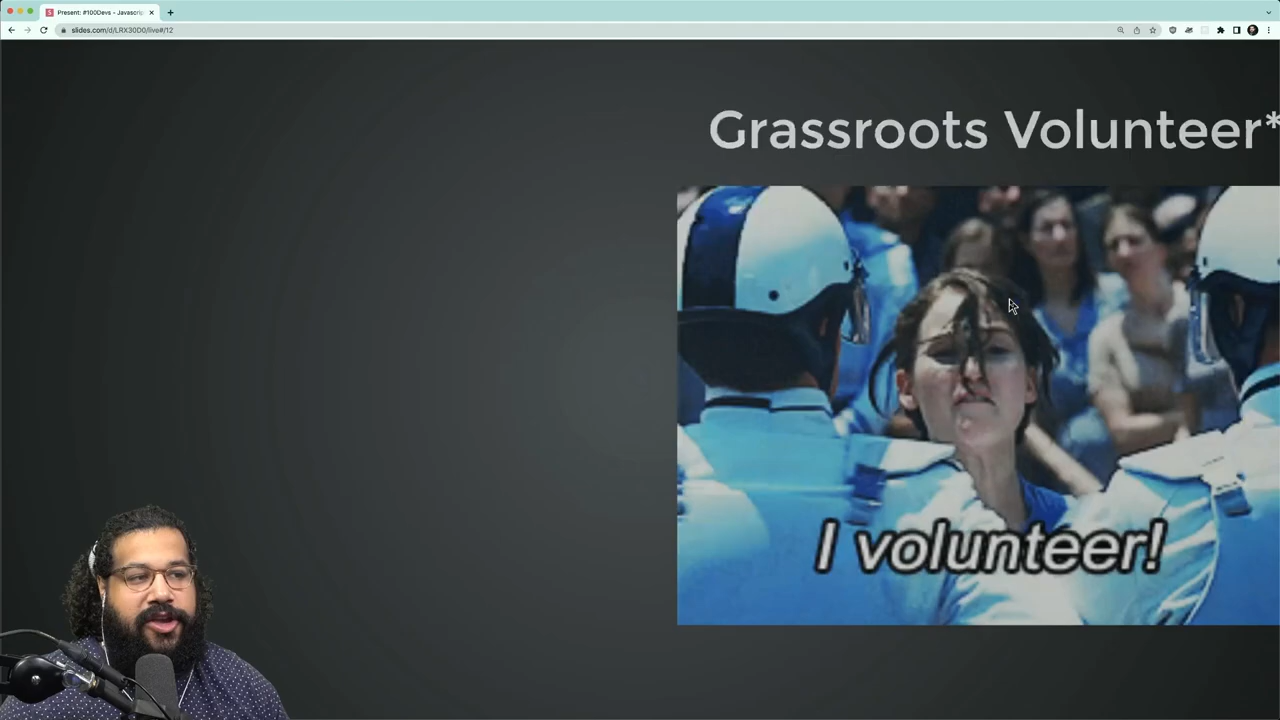 Present: #100Devs - Javascrip
slides.com/d/LRX30D0/live#/12
Grassroots Volunteer*
I volunteer!